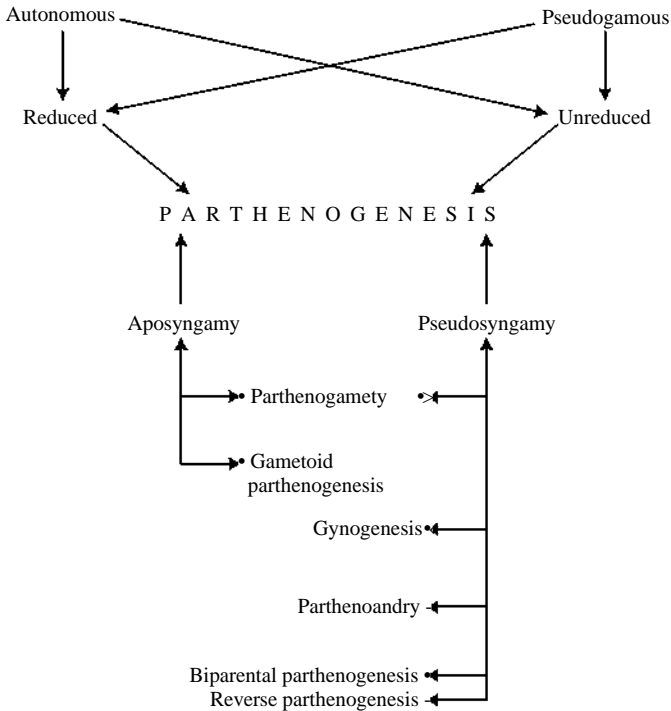 Autonomous
Pseudogamous
Reduced
Unreduced
P A R T H E N O G E N E S I S
Aposyngamy
Pseudosyngamy
• Parthenogamety
• Gametoid
parthenogenesis
Gynogenesis
Parthenoandry
Biparental parthenogenesis
Reverse parthenogenesis